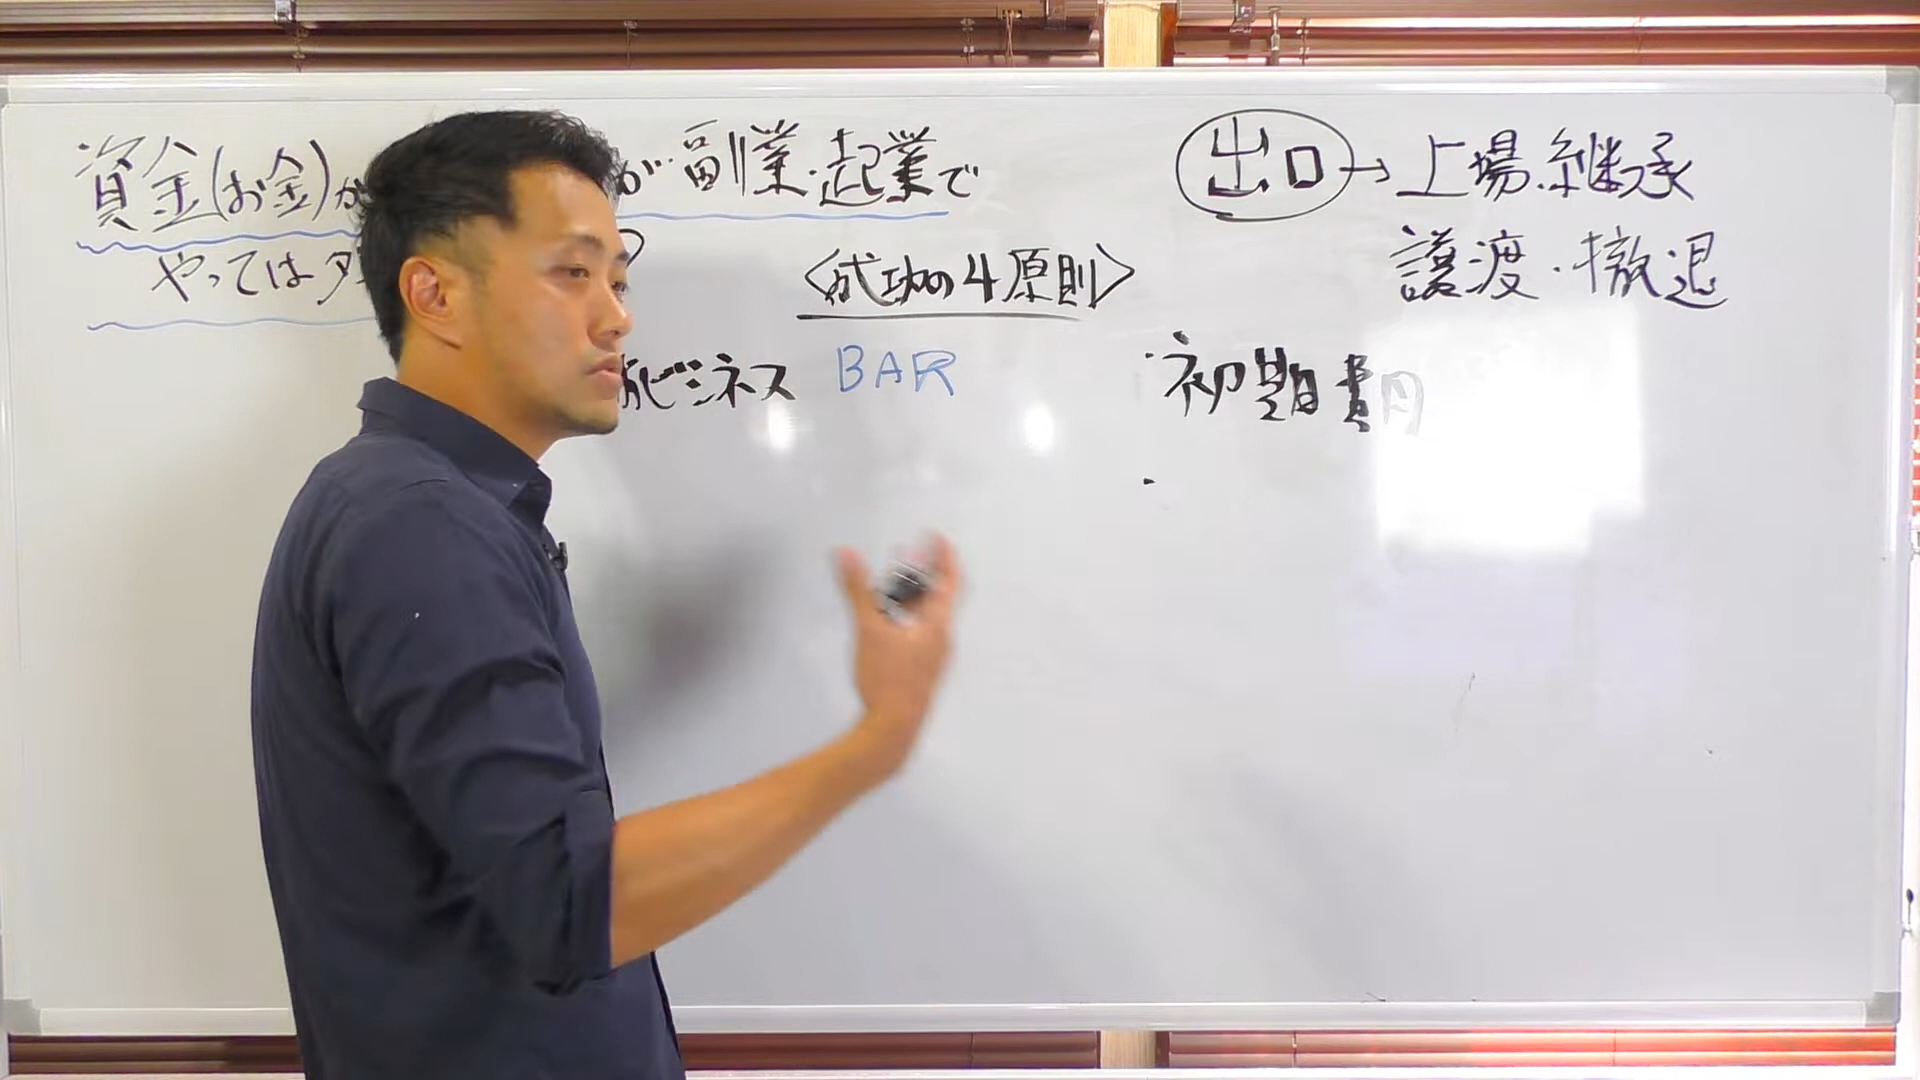 資金(お金)か が副業・起業で
やってはダ
<成功の4原則>
ビジネス BAR
出口→上場・継承
譲渡・撤退
・初期費用
・